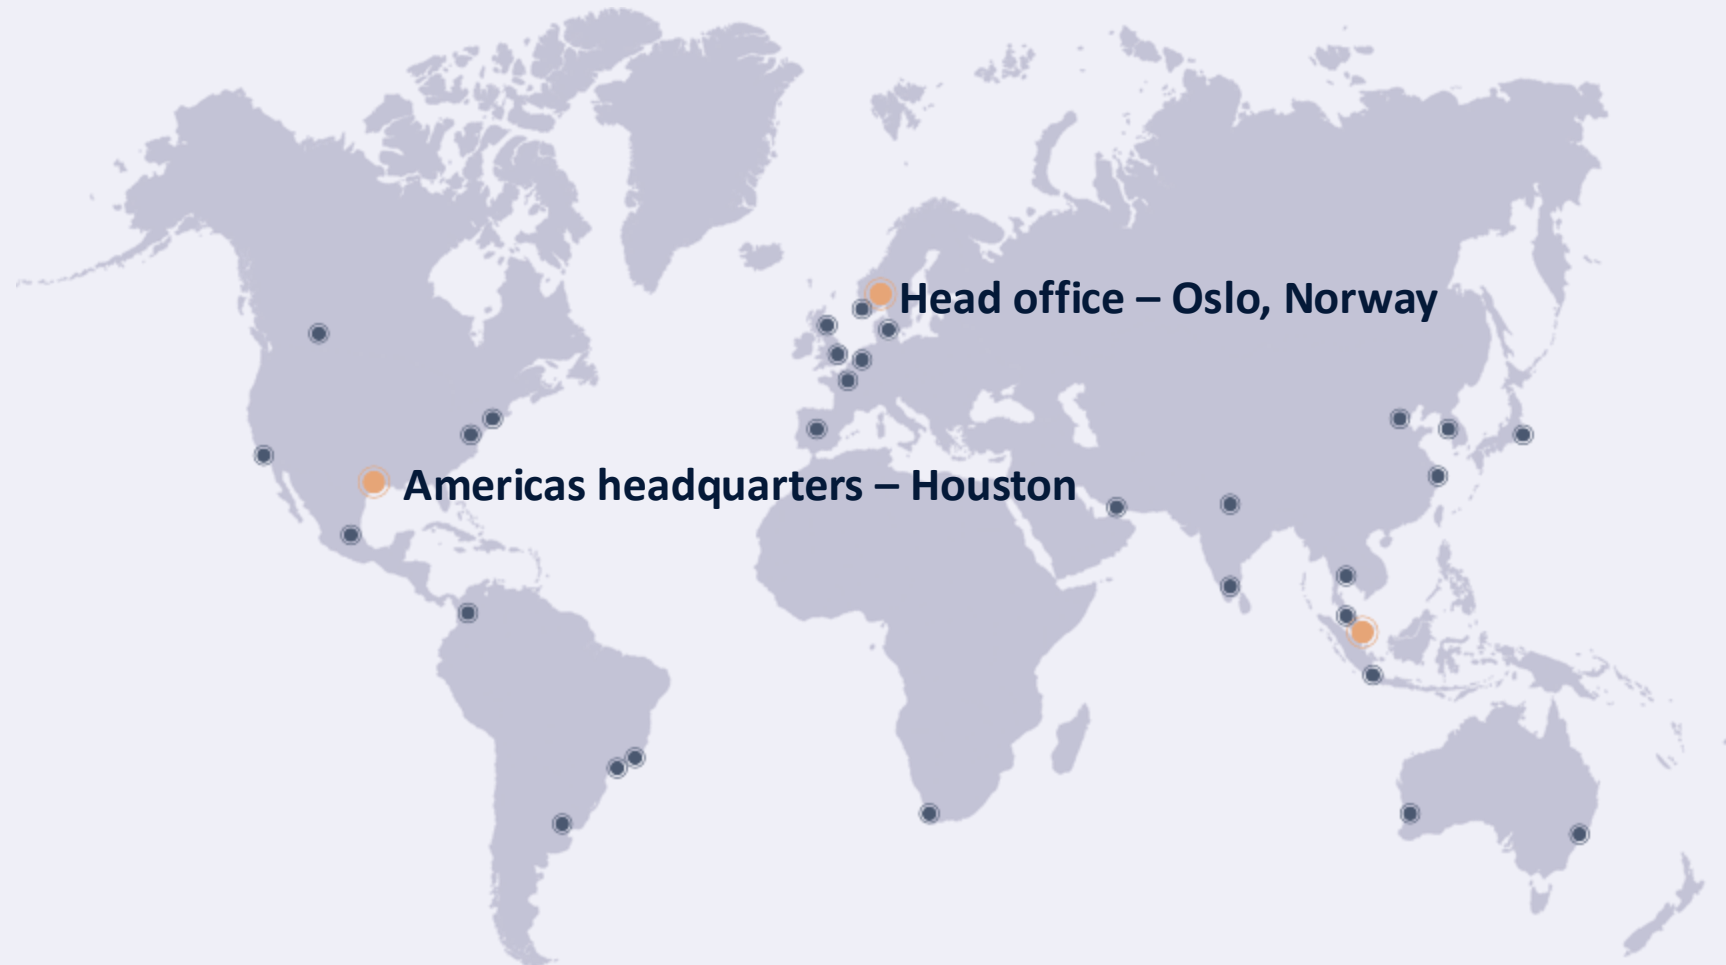 Head office – Oslo, Norway
Americas headquarters – Houston